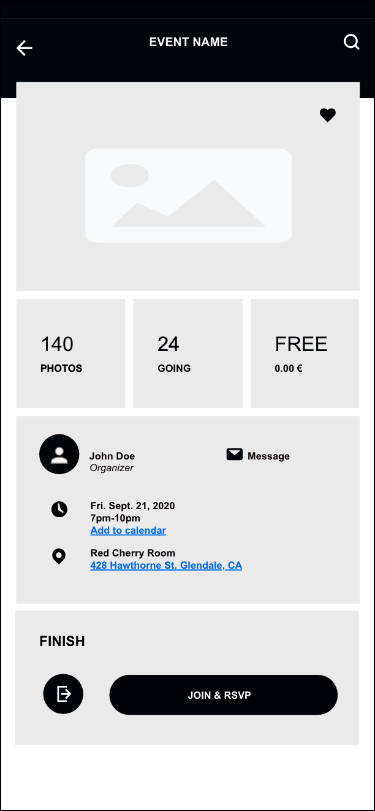 EVENT NAME
140
PHOTOS
24
GOING
FREE
0.00 €
John Doe
Organizer
Message
Fri. Sept. 21, 2020
7pm-10pm
Add to calendar
Red Cherry Room
428 Hawthorne St. Glendale, CA
FINISH
JOIN & RSVP